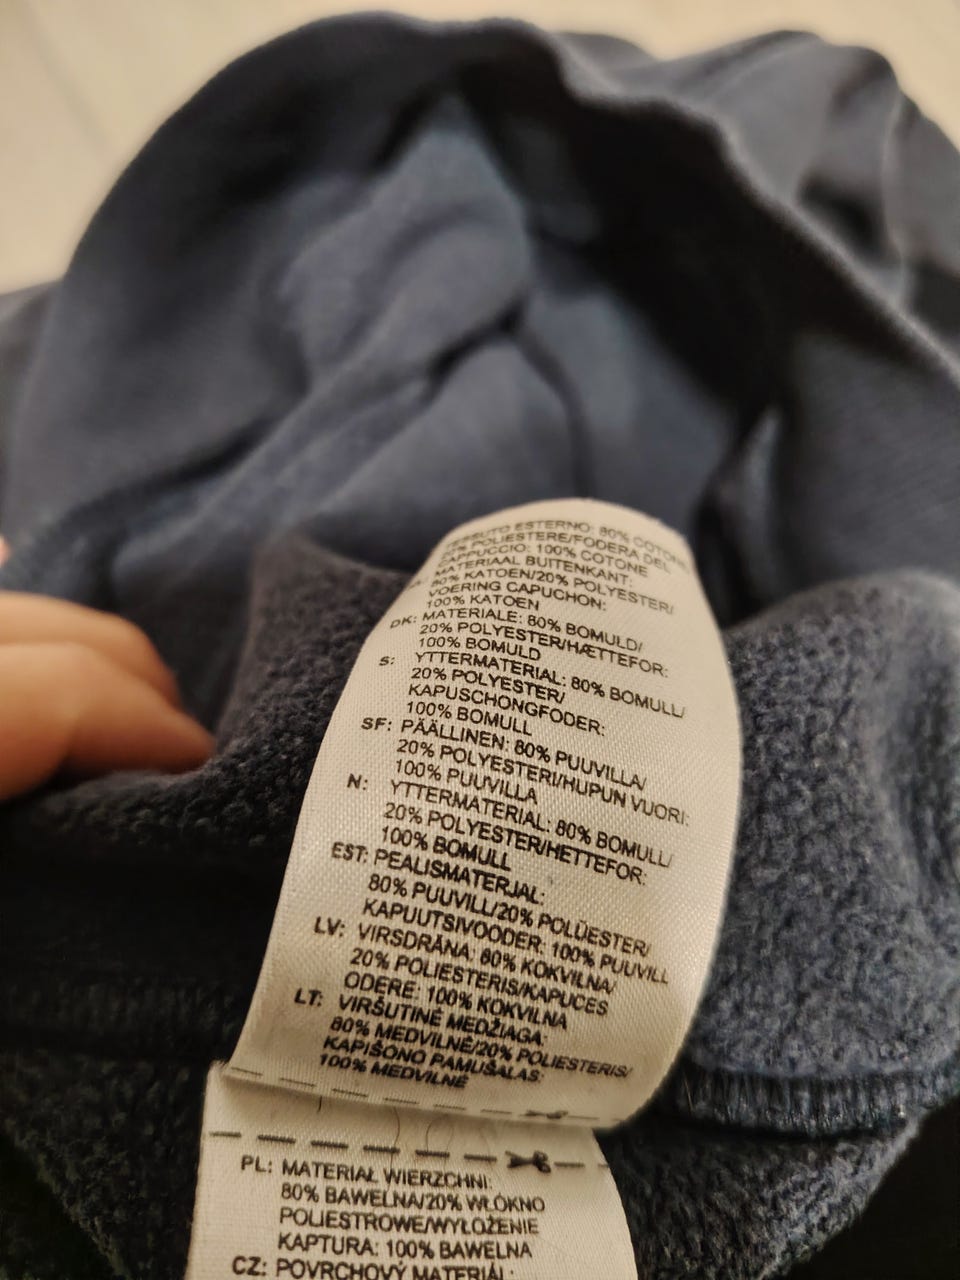 ESTERNO: 80% COTONE
POLIESTERE/FODERA DEL
CAPPUCCIO: 100% COTONE
MATERIAAL BUITENKANT:
80% KATOEN/20% POLYESTER/
VOERING CAPUCHON:
100% KATOEN
DK: MATERIALE: 80% BOMULD/
20% POLYESTER/HÆTTEFOR:
100% BOMULD
S: YTTERMATERIAL: 80% BOMULL/
20% POLYESTER/
KAPUSCHONGFODER:
100% BOMULL
SF: PÄÄLLINEN: 80% PUUVILLA/
20% POLYESTERI/HUPUN VUORI:
100% PUUVILLA
N: YTTERMATERIAL: 80% BOMULL/
20% POLYESTER/HETTEFOR:
100% BOMULL
EST: PEALISMATERJAL:
80% PUUVILL/20% POLÜESTER/
KAPUUTSIVOODER: 100% PUUVILL
LV: VIRSDRĀNA: 80% KOKVILNA/
20% POLIESTERIS/KAPUCES
ODERE: 100% KOKVILNA
LT: VIRŠUTINĖ MEDŽIAGA:
80% MEDVILNĖ/20% POLIESTERIS/
KAPIŠONO PAMUŠALAS:
100% MEDVILNĖ
PL: MATERIAŁ WIERZCHNI:
80% BAWEŁNA/20% WŁÓKNO
POLIESTROWE/WYŁOŻENIE
KAPTURA: 100% BAWEŁNA
CZ: POVRCHOVÝ MATERIÁL: